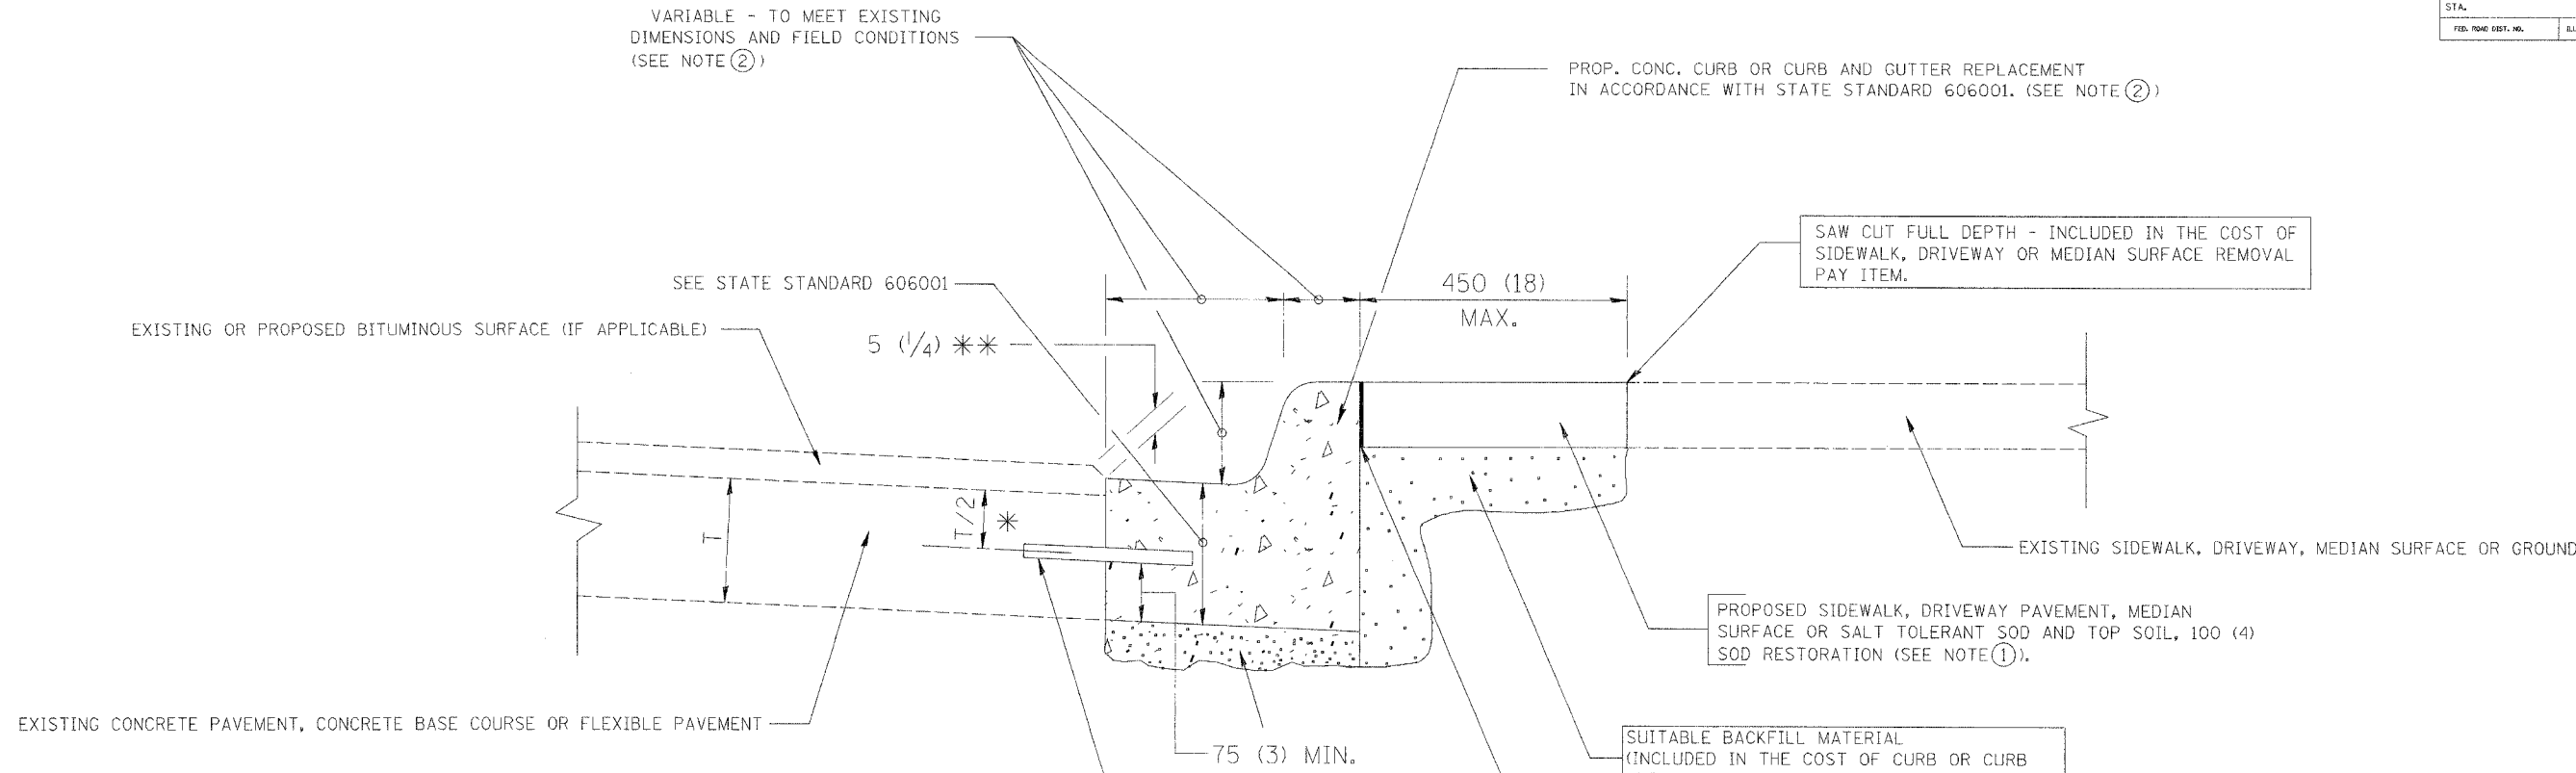 VARIABLE - TO MEET EXISTING
DIMENSIONS AND FIELD CONDITIONS
(SEE NOTE 2)
STA.
FED. ROAD DIST. NO.
PROP. CONC. CURB OR CURB AND GUTTER REPLACEMENT
IN ACCORDANCE WITH STATE STANDARD 606001. (SEE NOTE 2)
SAW CUT FULL DEPTH - INCLUDED IN THE COST OF
SIDEWALK, DRIVEWAY OR MEDIAN SURFACE REMOVAL
PAY ITEM.
SEE STATE STANDARD 606001
450 (18)
MAX.
EXISTING OR PROPOSED BITUMINOUS SURFACE (IF APPLICABLE)
5 (1/4) **
T
T/2 *
EXISTING SIDEWALK, DRIVEWAY, MEDIAN SURFACE OR GROUND
PROPOSED SIDEWALK, DRIVEWAY PAVEMENT, MEDIAN
SURFACE OR SALT TOLERANT SOD AND TOP SOIL, 100 (4)
SOD RESTORATION (SEE NOTE 1).
EXISTING CONCRETE PAVEMENT, CONCRETE BASE COURSE OR FLEXIBLE PAVEMENT
75 (3) MIN.
SUITABLE BACKFILL MATERIAL
(INCLUDED IN THE COST OF CURB OR CURB